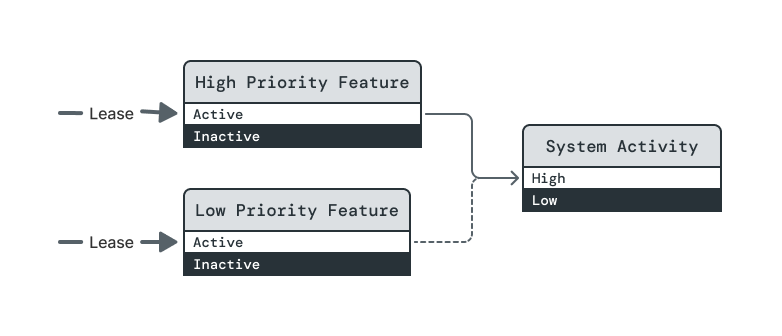 High Priority Feature
Lease
Active
Inactive
System Activity
High
Low
Low Priority Feature
Lease
Active
Inactive